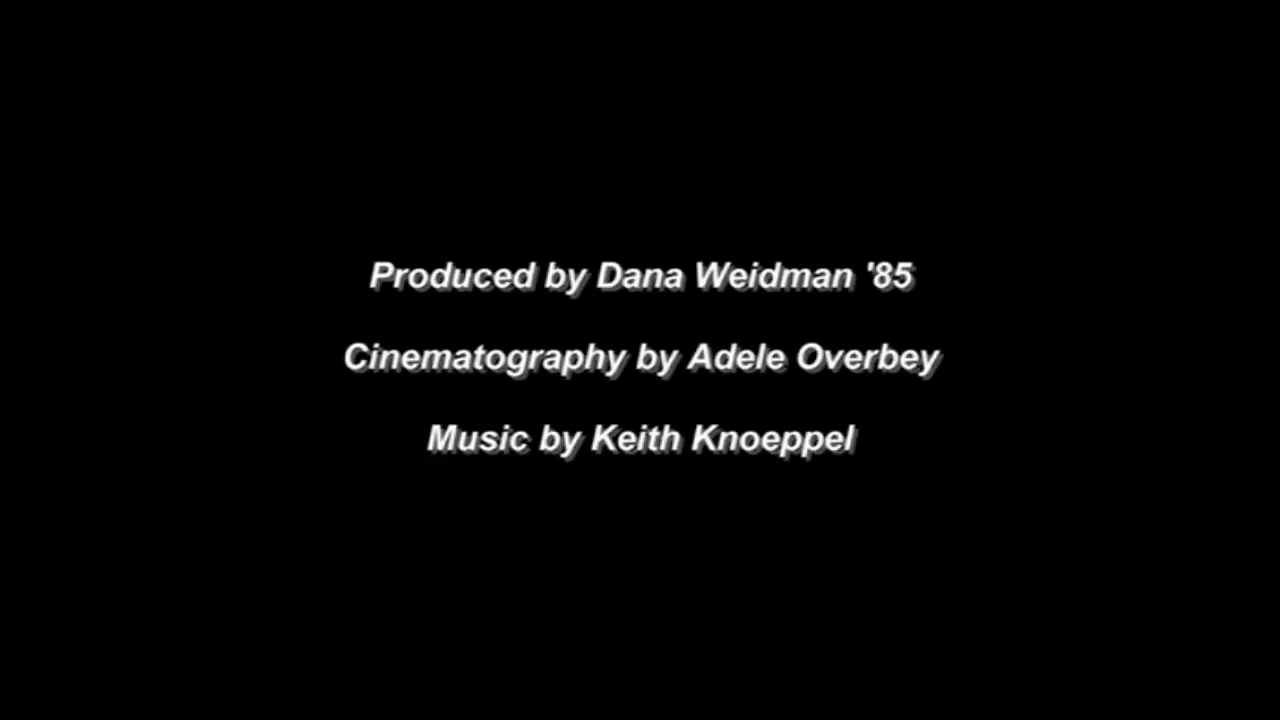 Produced by Dana Weidman '85
Cinematography by Adele Overbey
Music by Keith Knoeppel